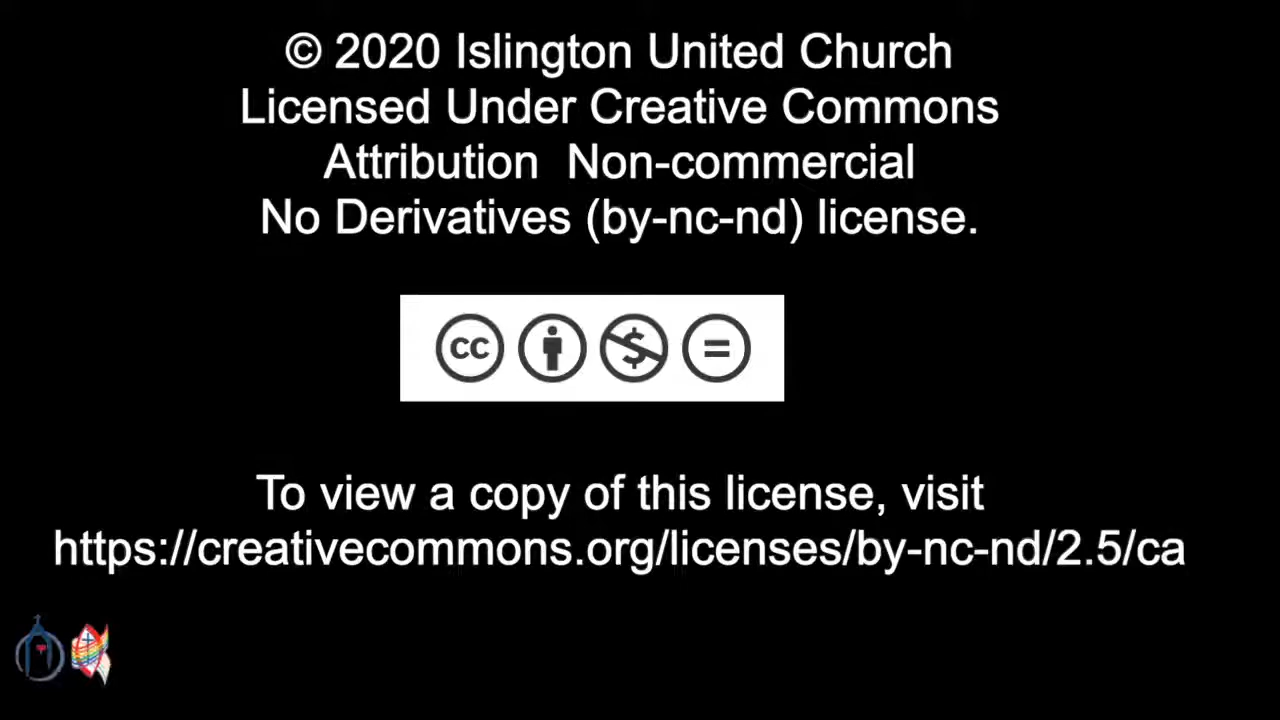 © 2020 Islington United Church
Licensed Under Creative Commons
Attribution  Non-commercial
No Derivatives (by-nc-nd) license.
cc $ =
To view a copy of this license, visit
https://creativecommons.org/licenses/by-nc-nd/2.5/ca